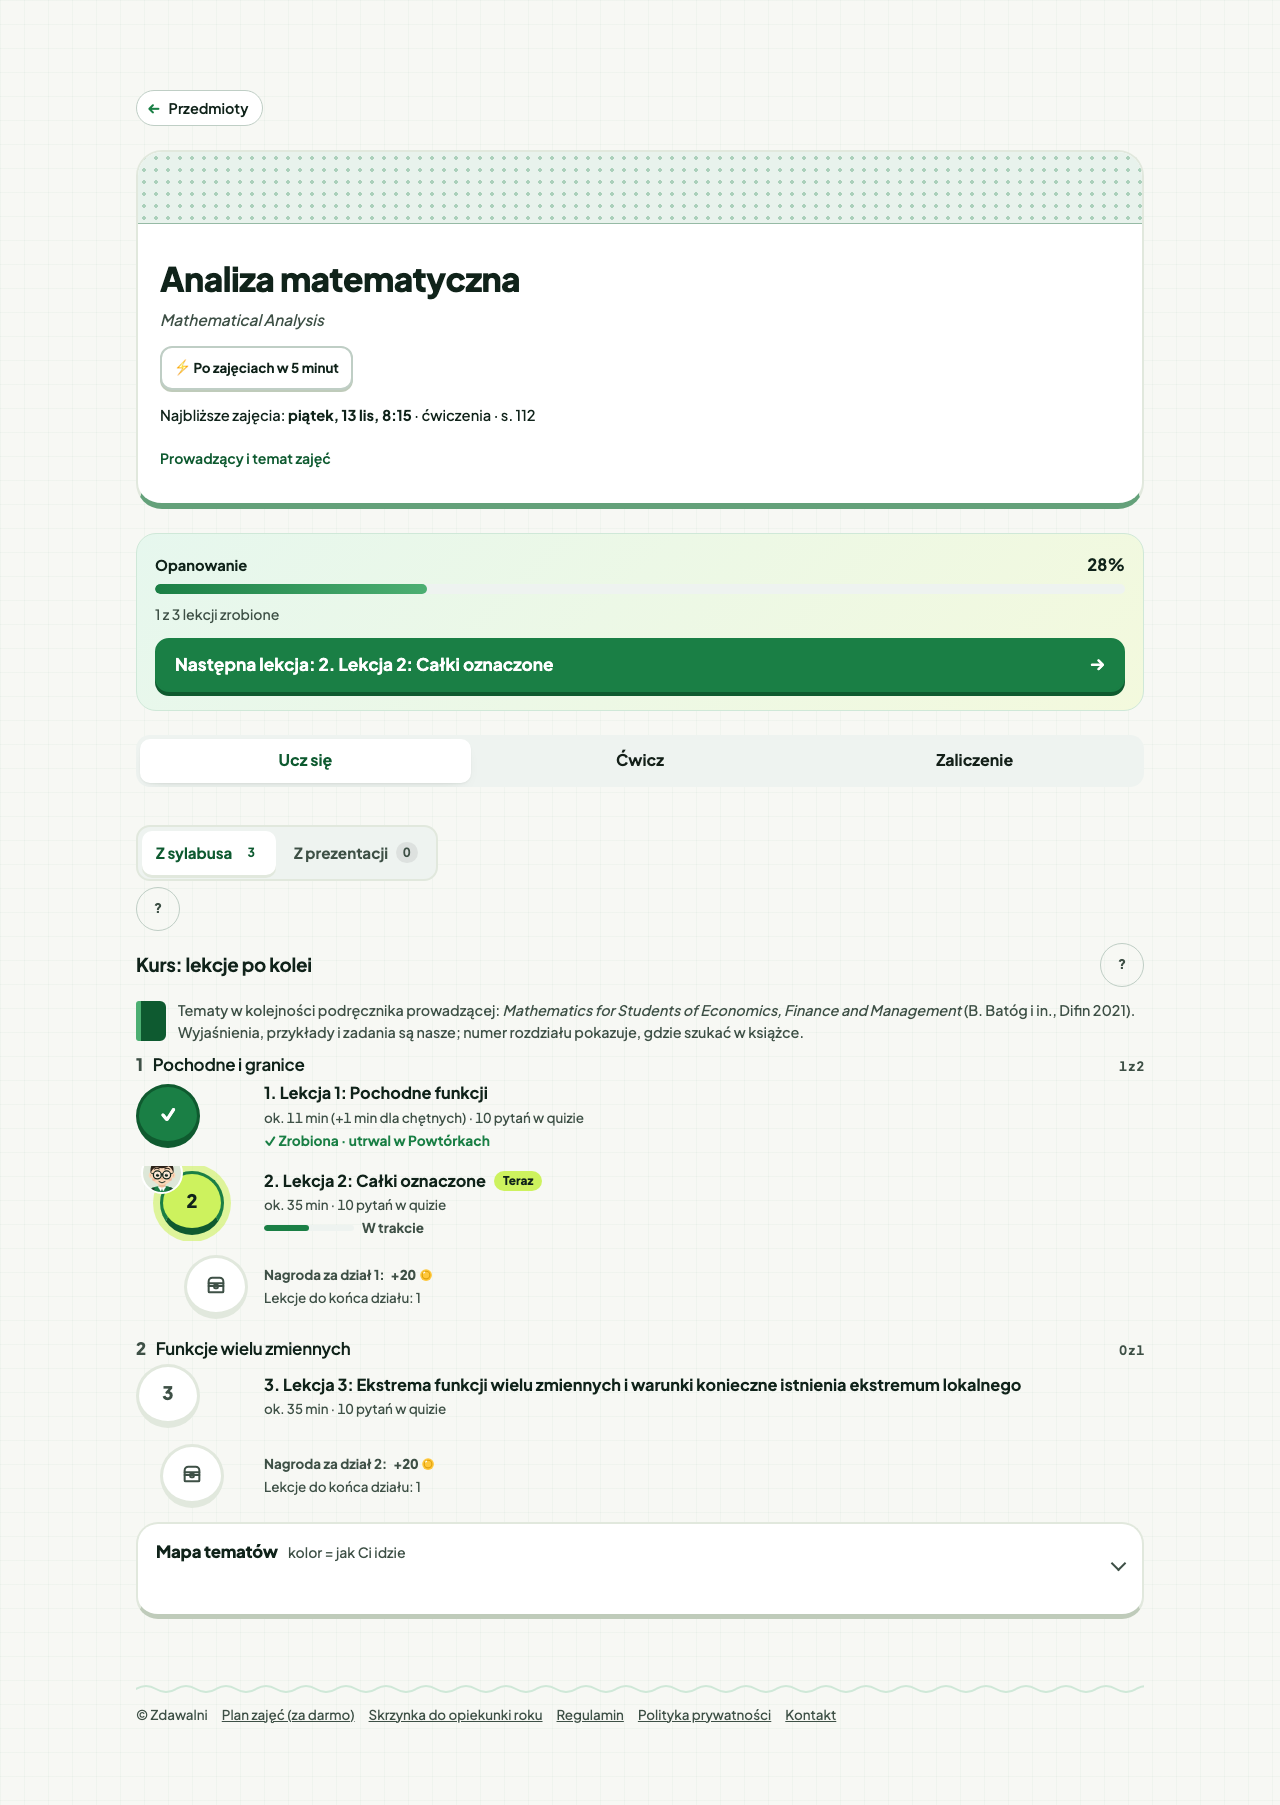 ← Przedmioty
Analiza matematyczna
Mathematical Analysis
⚡ Po zajęciach w 5 minut
Najbliższe zajęcia: piątek, 13 lis, 8:15 · ćwiczenia · s. 112
Prowadzący i temat zajęć
Opanowanie 28%
1 z 3 lekcji zrobione
Następna lekcja: 2. Lekcja 2: Całki oznaczone →
Ucz się Ćwicz Zaliczenie
Z sylabusa 3 Z prezentacji 0
?
Kurs: lekcje po kolei ?
Tematy w kolejności podręcznika prowadzącej: Mathematics for Students of Economics, Finance and Management (B. Batóg i in., Difin 2021).
Wyjaśnienia, przykłady i zadania są nasze; numer rozdziału pokazuje, gdzie szukać w książce.
1 Pochodne i granice 1 z 2
1. Lekcja 1: Pochodne funkcji
ok. 11 min (+1 min dla chętnych) · 10 pytań w quizie
✓ Zrobiona · utrwal w Powtórkach
2
2. Lekcja 2: Całki oznaczone Teraz
ok. 35 min · 10 pytań w quizie
W trakcie
Nagroda za dział 1: +20
Lekcje do końca działu: 1
2 Funkcje wielu zmiennych 0 z 1
3
3. Lekcja 3: Ekstrema funkcji wielu zmiennych i warunki konieczne istnienia ekstremum lokalnego
ok. 35 min · 10 pytań w quizie
Nagroda za dział 2: +20
Lekcje do końca działu: 1
Mapa tematów kolor = jak Ci idzie
© Zdawalni Plan zajęć (za darmo) Skrzynka do opiekunki roku Regulamin Polityka prywatności Kontakt